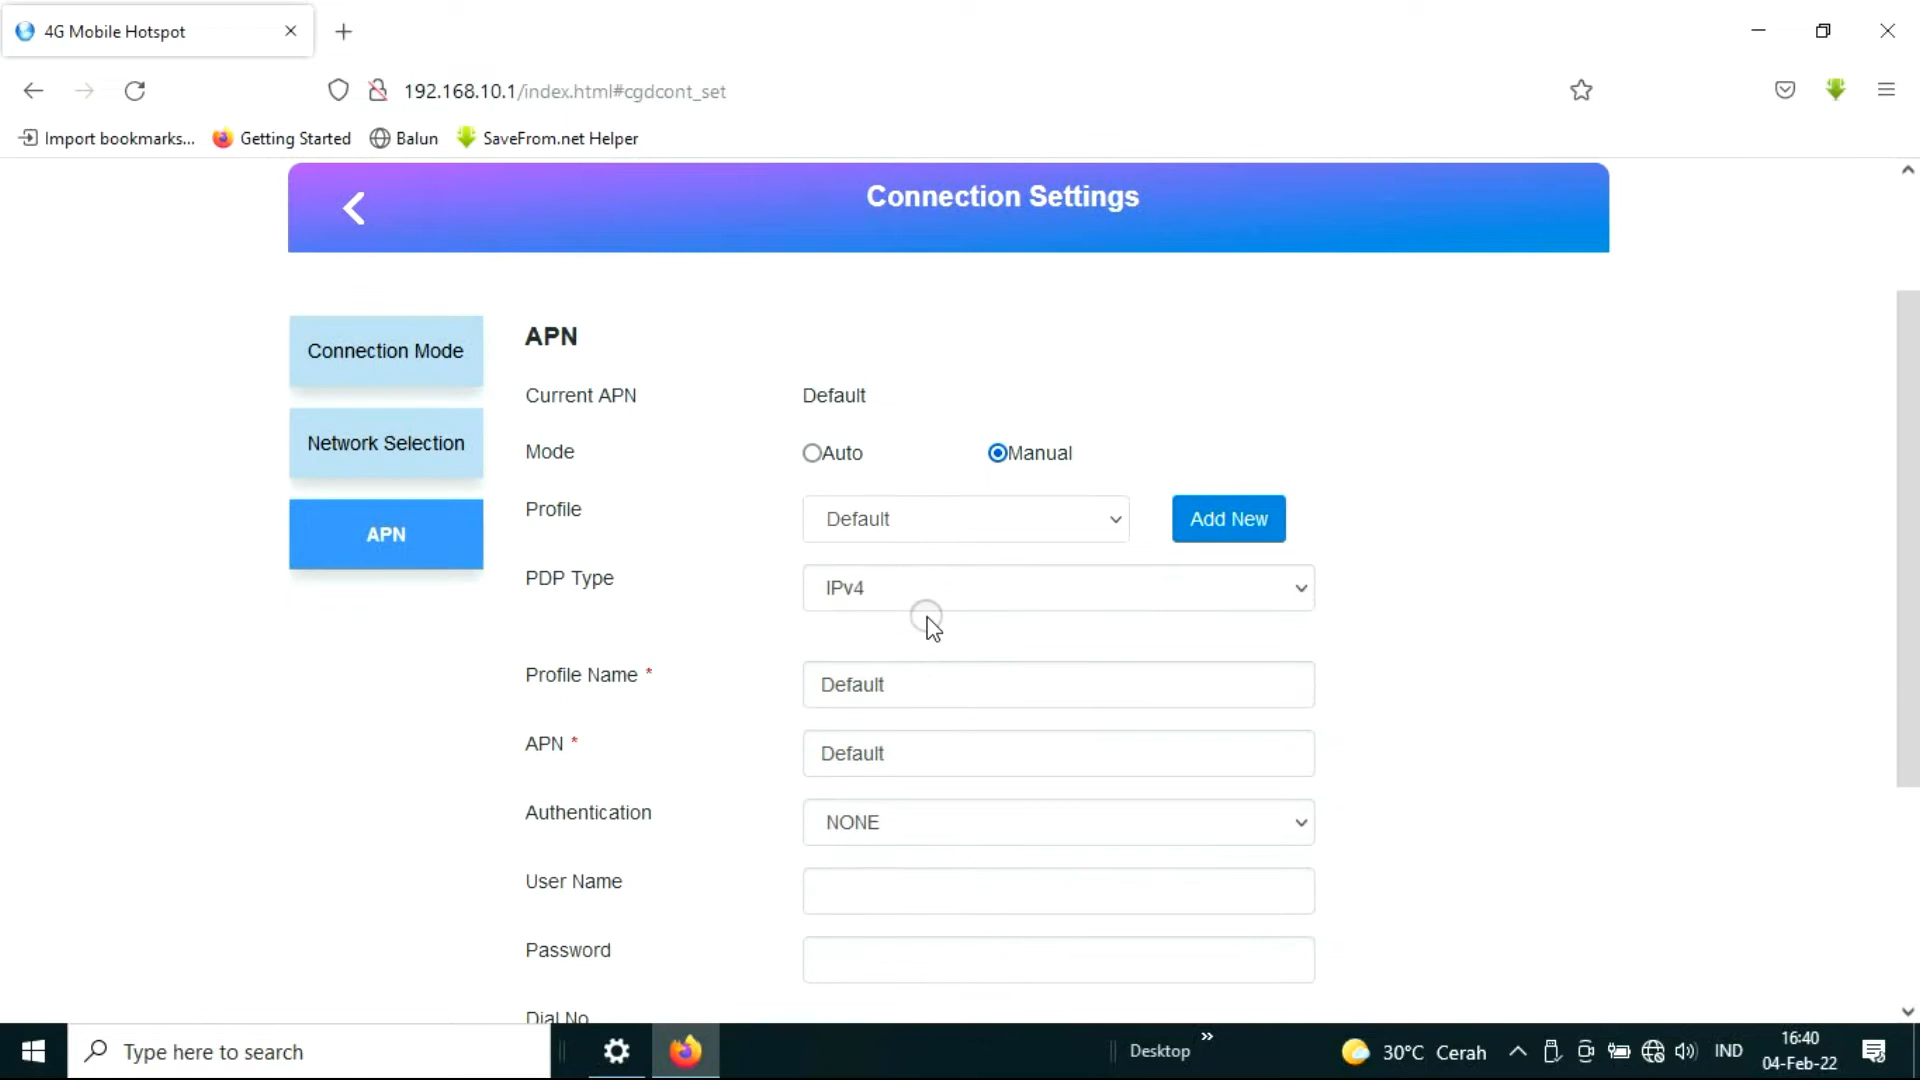 4G Mobile Hotspot
192.168.10.1/index.html#cgdcont_set
Import bookmarks... Getting Started Balun SaveFrom.net Helper
Connection Settings
Connection Mode
Network Selection
APN
APN
Current APN Default
Mode Auto Manual
Profile Default Add New
PDP Type IPv4
Profile Name * Default
APN * Default
Authentication NONE
User Name
Password
Dial No
Type here to search
Desktop
30°C Cerah
IND
16:40
04-Feb-22